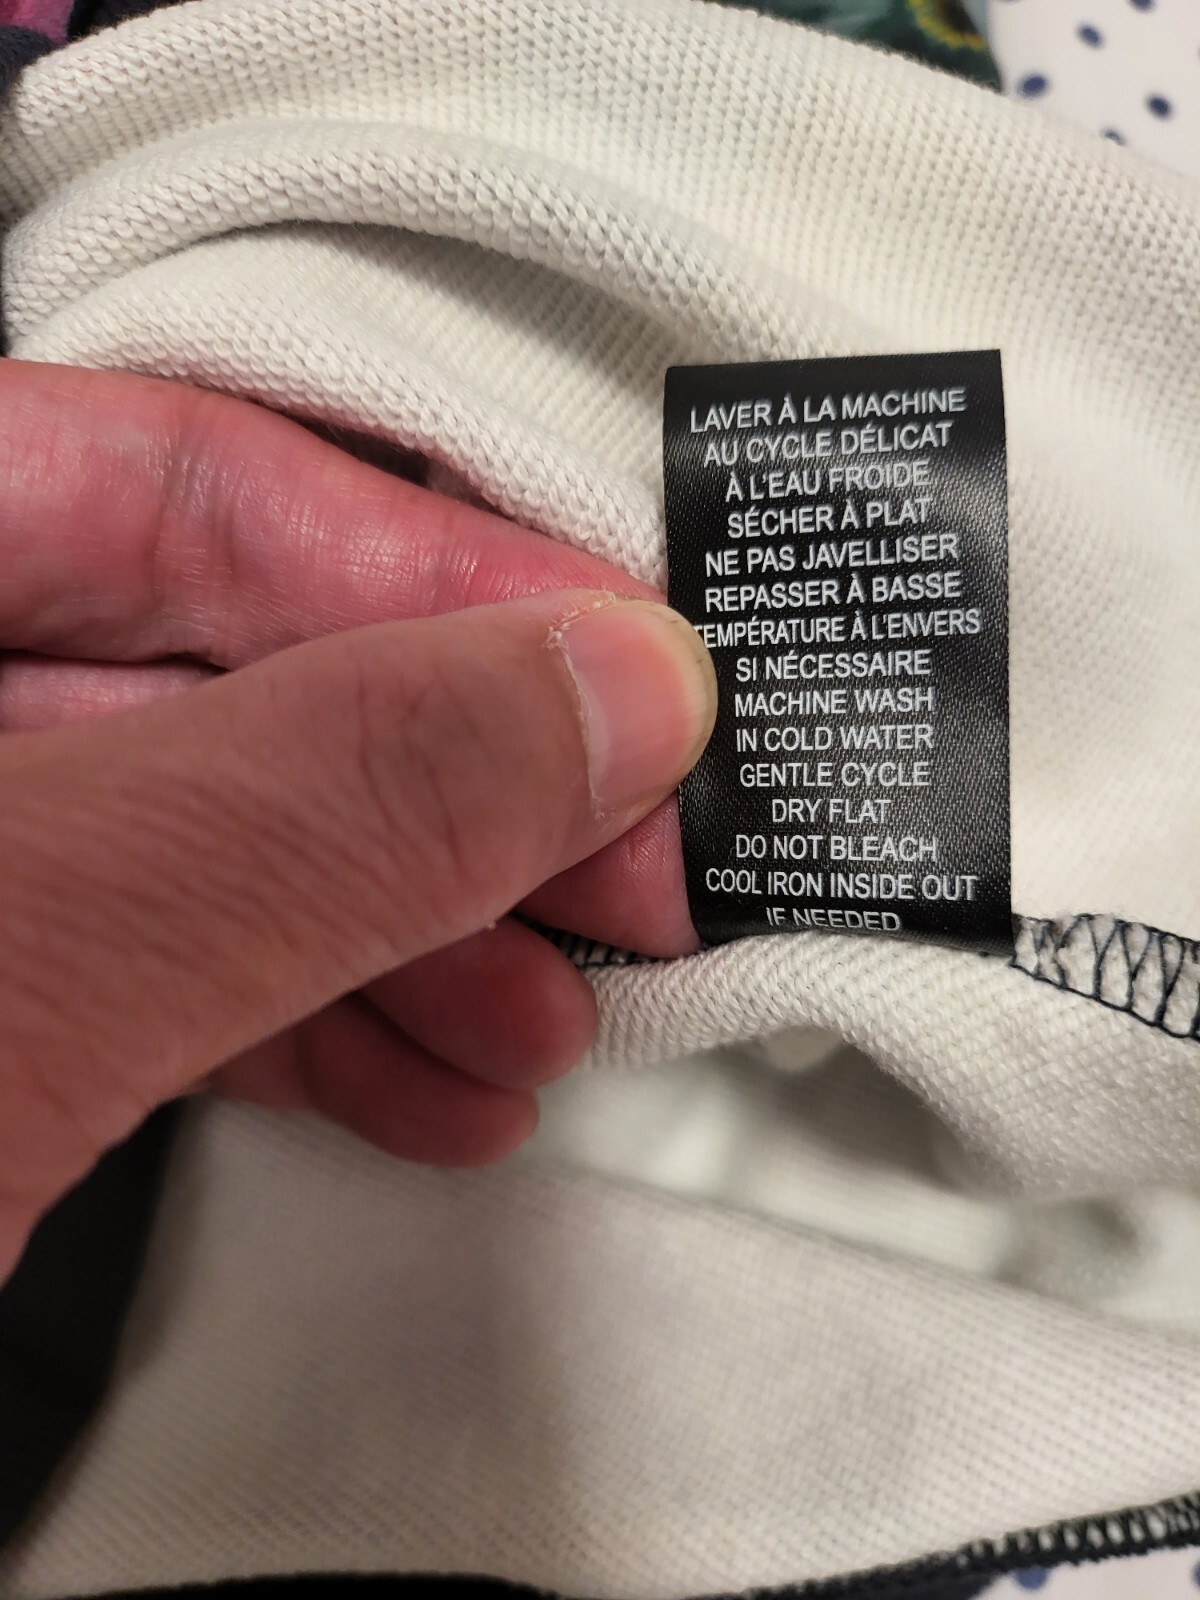 LAVER À LA MACHINE
AU CYCLE DÉLICAT
À L'EAU FROIDE
SÉCHER À PLAT
NE PAS JAVELLISER
REPASSER À BASSE
TEMPÉRATURE À L'ENVERS
SI NÉCESSAIRE
MACHINE WASH
IN COLD WATER
GENTLE CYCLE
DRY FLAT
DO NOT BLEACH
COOL IRON INSIDE OUT
IF NEEDED